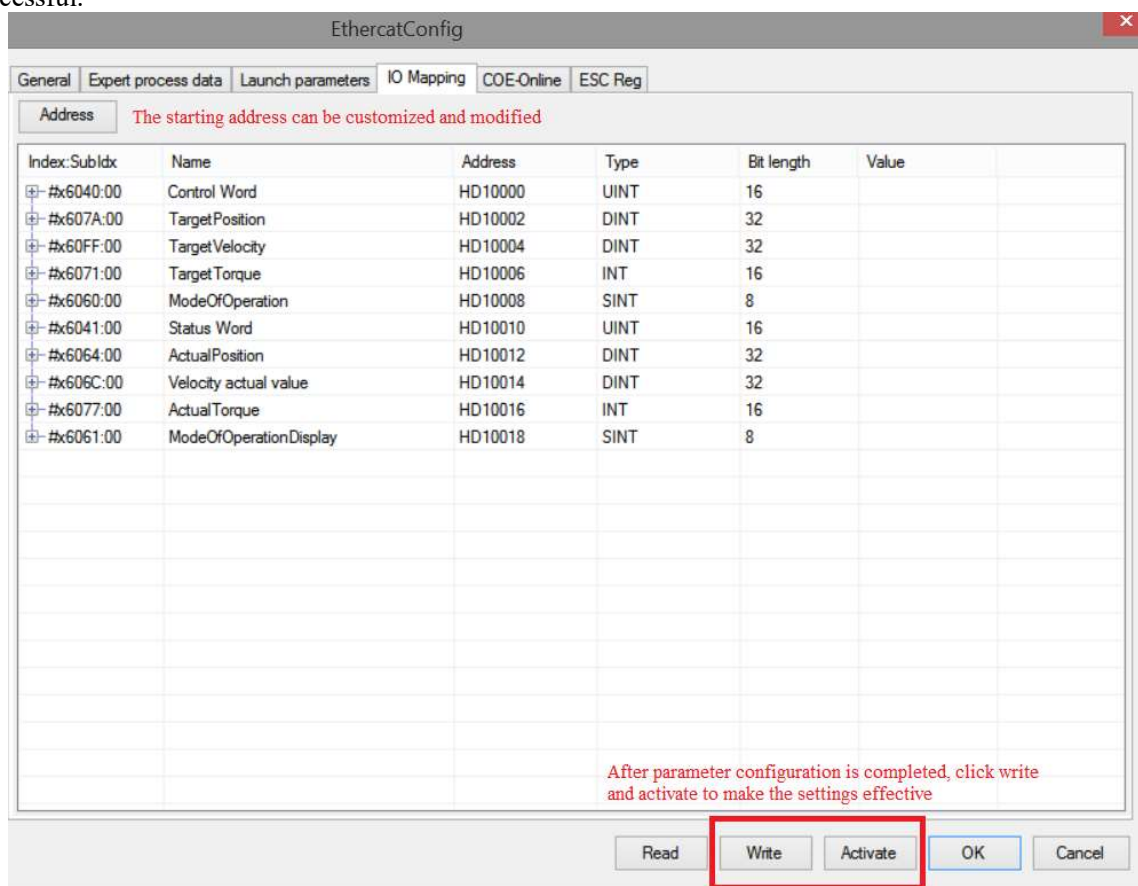 cessful.
EthercatConfig
General Expert process data Launch parameters IO Mapping COE-Online ESC Reg
Address The starting address can be customized and modified
Index:SubIdx Name Address Type Bit length Value
#x6040:00 Control Word HD10000 UINT 16
#x607A:00 TargetPosition HD10002 DINT 32
#x60FF:00 TargetVelocity HD10004 DINT 32
#x6071:00 TargetTorque HD10006 INT 16
#x6060:00 ModeOfOperation HD10008 SINT 8
#x6041:00 Status Word HD10010 UINT 16
#x6064:00 ActualPosition HD10012 DINT 32
#x606C:00 Velocity actual value HD10014 DINT 32
#x6077:00 ActualTorque HD10016 INT 16
#x6061:00 ModeOfOperationDisplay HD10018 SINT 8
After parameter configuration is completed, click write
and activate to make the settings effective
Read Write Activate OK Cancel